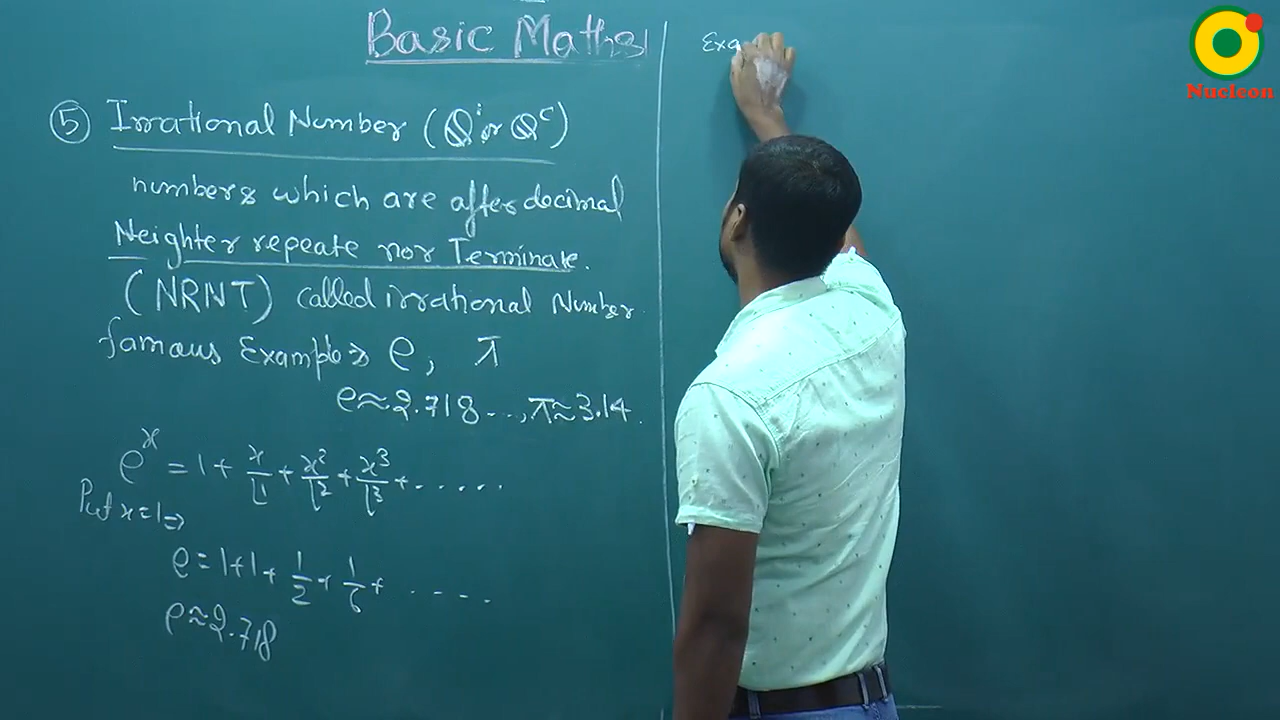 Basic Maths
⑤ Irrational Number (ℚⁱ or ℚᶜ)
numbers which are after decimal
Neighter repeate nor Terminate.
(NRNT) called irrational Number.
famous Example ⇒ e, π
e≈2.718..., π≈3.14.
eˣ = 1 + x/⌊1 + x²/⌊2 + x³/⌊3 + ......
Put x=1⇒
e = 1+1+ 1/2 + 1/6 + .....
e≈2.718
Exa
Nucleon